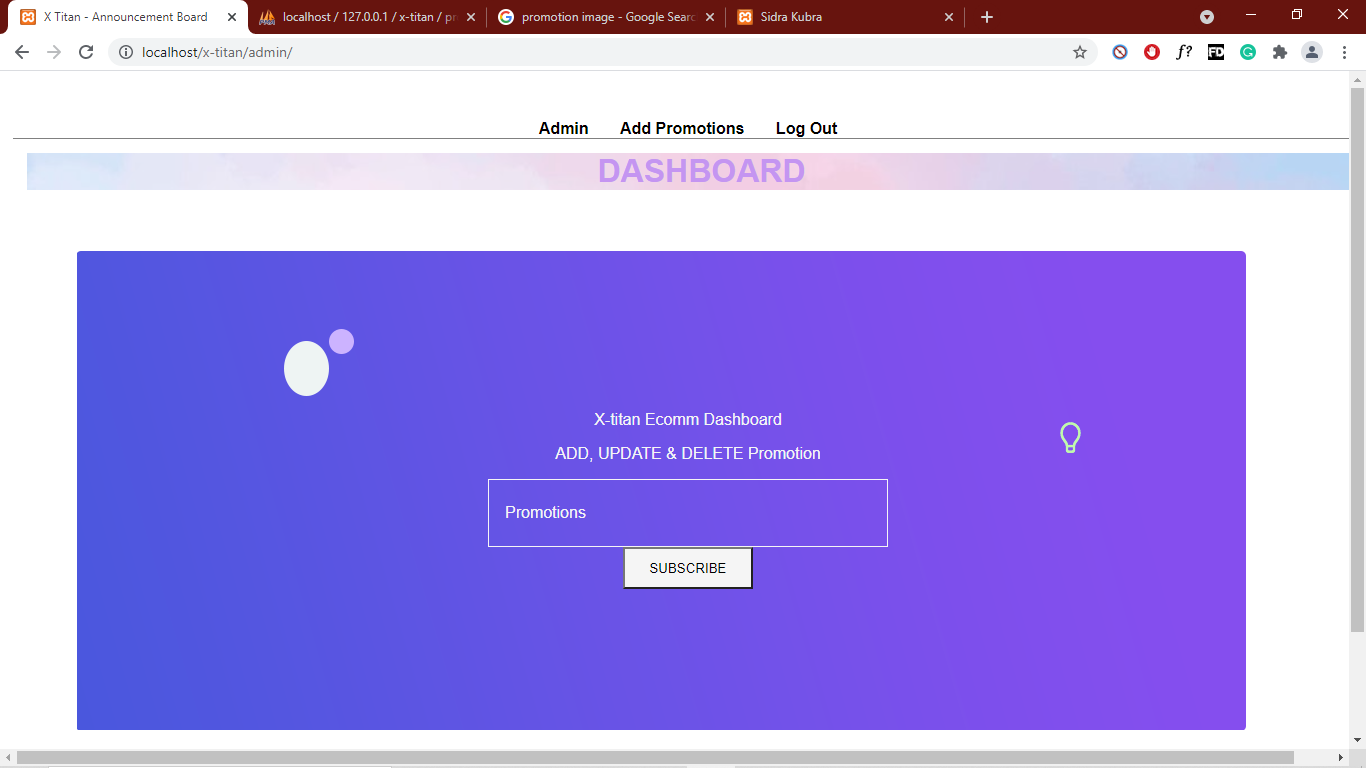 X Titan - Announcement Board
localhost / 127.0.0.1 / x-titan / pr
promotion image - Google Searc
Sidra Kubra
localhost/x-titan/admin/
f?
FD
G
Admin Add Promotions Log Out
DASHBOARD
X-titan Ecomm Dashboard
ADD, UPDATE & DELETE Promotion
Promotions
SUBSCRIBE